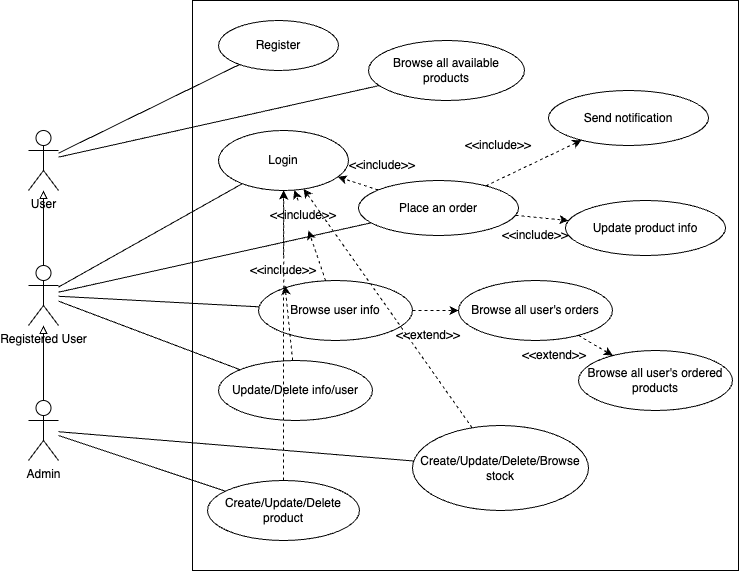 Register
Browse all available
products
Send notification
<<include>>
Login
<<include>>
User
Place an order
<<include>>
Update product info
<<include>>
<<include>>
Browse user info
Browse all user's orders
Registered User
<<extend>>
<<extend>>
Browse all user's ordered
products
Update/Delete info/user
Admin
Create/Update/Delete/Browse
stock
Create/Update/Delete
product